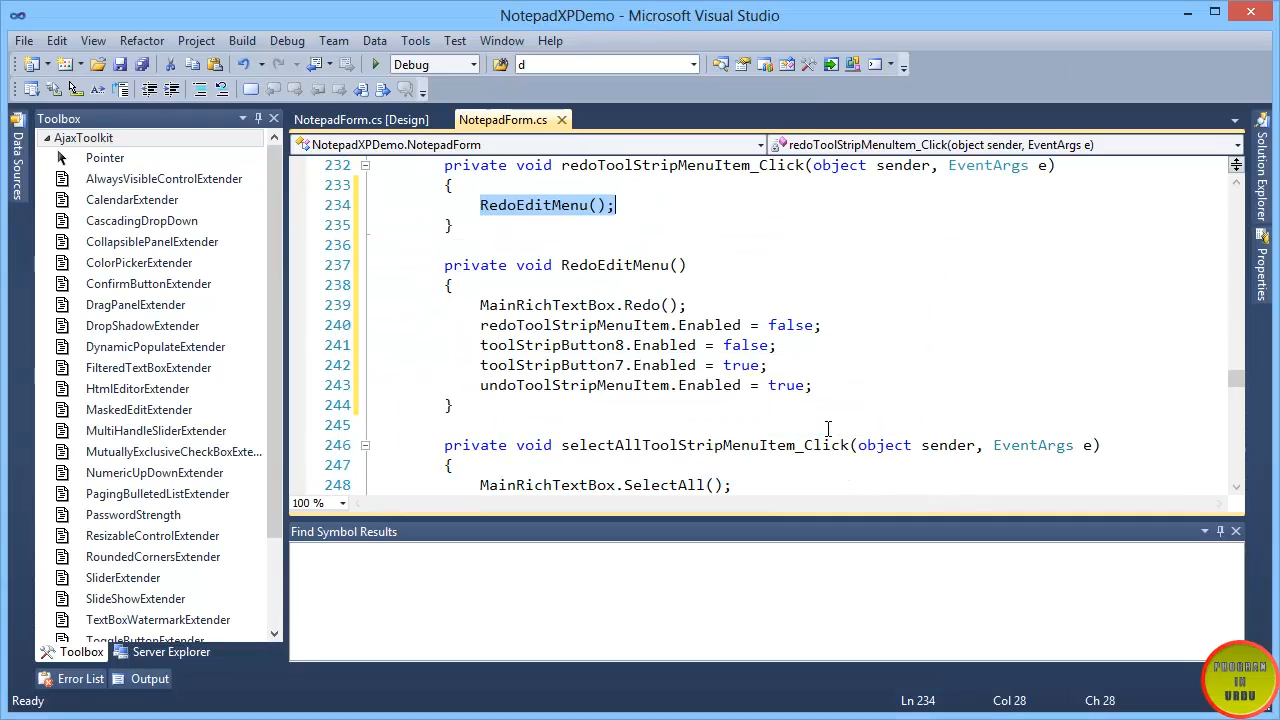 NotepadXPDemo - Microsoft Visual Studio
File Edit View Refactor Project Build Debug Team Data Tools Test Window Help
Debug d
Toolbox
AjaxToolkit
Pointer
AlwaysVisibleControlExtender
CalendarExtender
CascadingDropDown
CollapsiblePanelExtender
ColorPickerExtender
ConfirmButtonExtender
DragPanelExtender
DropShadowExtender
DynamicPopulateExtender
FilteredTextBoxExtender
HtmlEditorExtender
MaskedEditExtender
MultiHandleSliderExtender
MutuallyExclusiveCheckBoxExte...
NumericUpDownExtender
PagingBulletedListExtender
PasswordStrength
ResizableControlExtender
RoundedCornersExtender
SliderExtender
SlideShowExtender
TextBoxWatermarkExtender
ToggleButtonExtender
Toolbox Server Explorer
Data Sources
NotepadForm.cs [Design] NotepadForm.cs
NotepadXPDemo.NotepadForm redoToolStripMenuItem_Click(object sender, EventArgs e)
232 private void redoToolStripMenuItem_Click(object sender, EventArgs e)
233 {
234 RedoEditMenu();
235 }
236
237 private void RedoEditMenu()
238 {
239 MainRichTextBox.Redo();
240 redoToolStripMenuItem.Enabled = false;
241 toolStripButton8.Enabled = false;
242 toolStripButton7.Enabled = true;
243 undoToolStripMenuItem.Enabled = true;
244 }
245
246 private void selectAllToolStripMenuItem_Click(object sender, EventArgs e)
247 {
248 MainRichTextBox.SelectAll();
100 %
Find Symbol Results
Solution Explorer
Properties
Error List Output
Ready Ln 234 Col 28 Ch 28
PROGRAM
IN
URDU